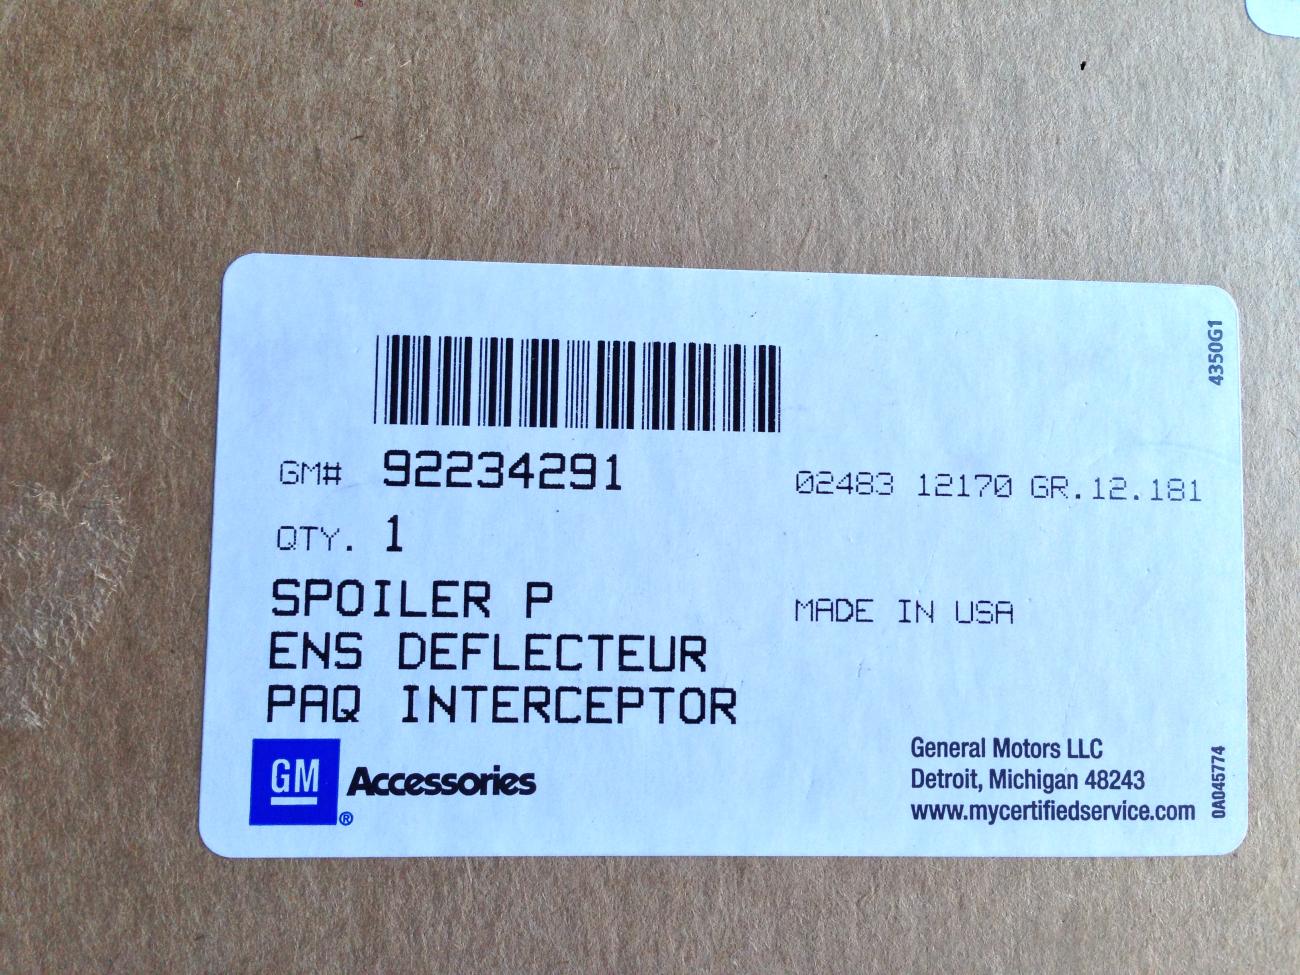 4350G1
GM# 92234291
02483 12170 GR.12.181
QTY. 1
SPOILER P
MADE IN USA
ENS DEFLECTEUR
PAQ INTERCEPTOR
GM ® Accessories
General Motors LLC
Detroit, Michigan 48243
www.mycertifiedservice.com
0A045774